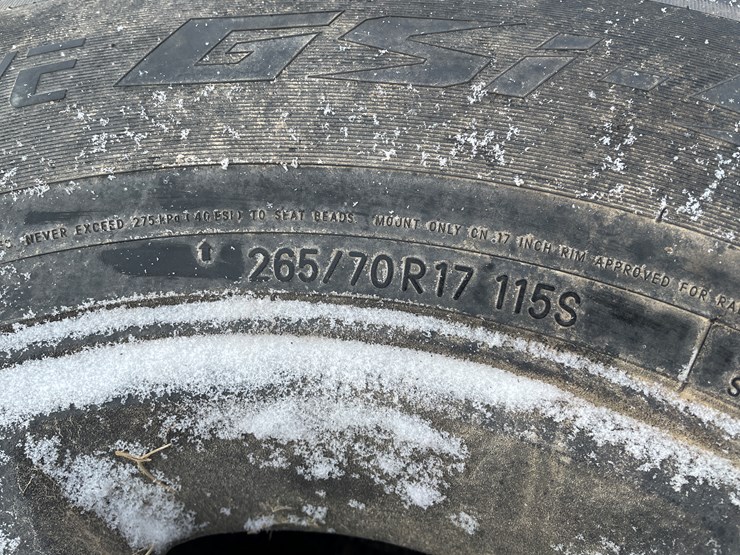 GSi-
NEVER EXCEED 275 kPa (40 PSI) TO SEAT BEADS. MOUNT ONLY ON 17 INCH RIM APPROVED FOR
265/70R17 115S